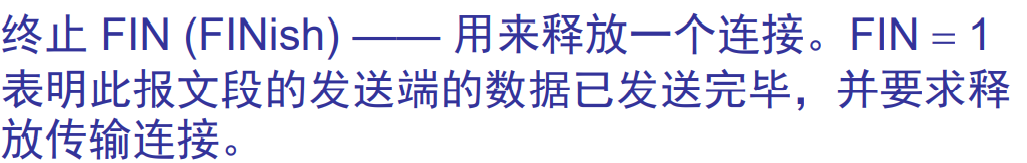 终止 FIN (FINish) —— 用来释放一个连接。FIN = 1
表明此报文段的发送端的数据已发送完毕，并要求释
放传输连接。